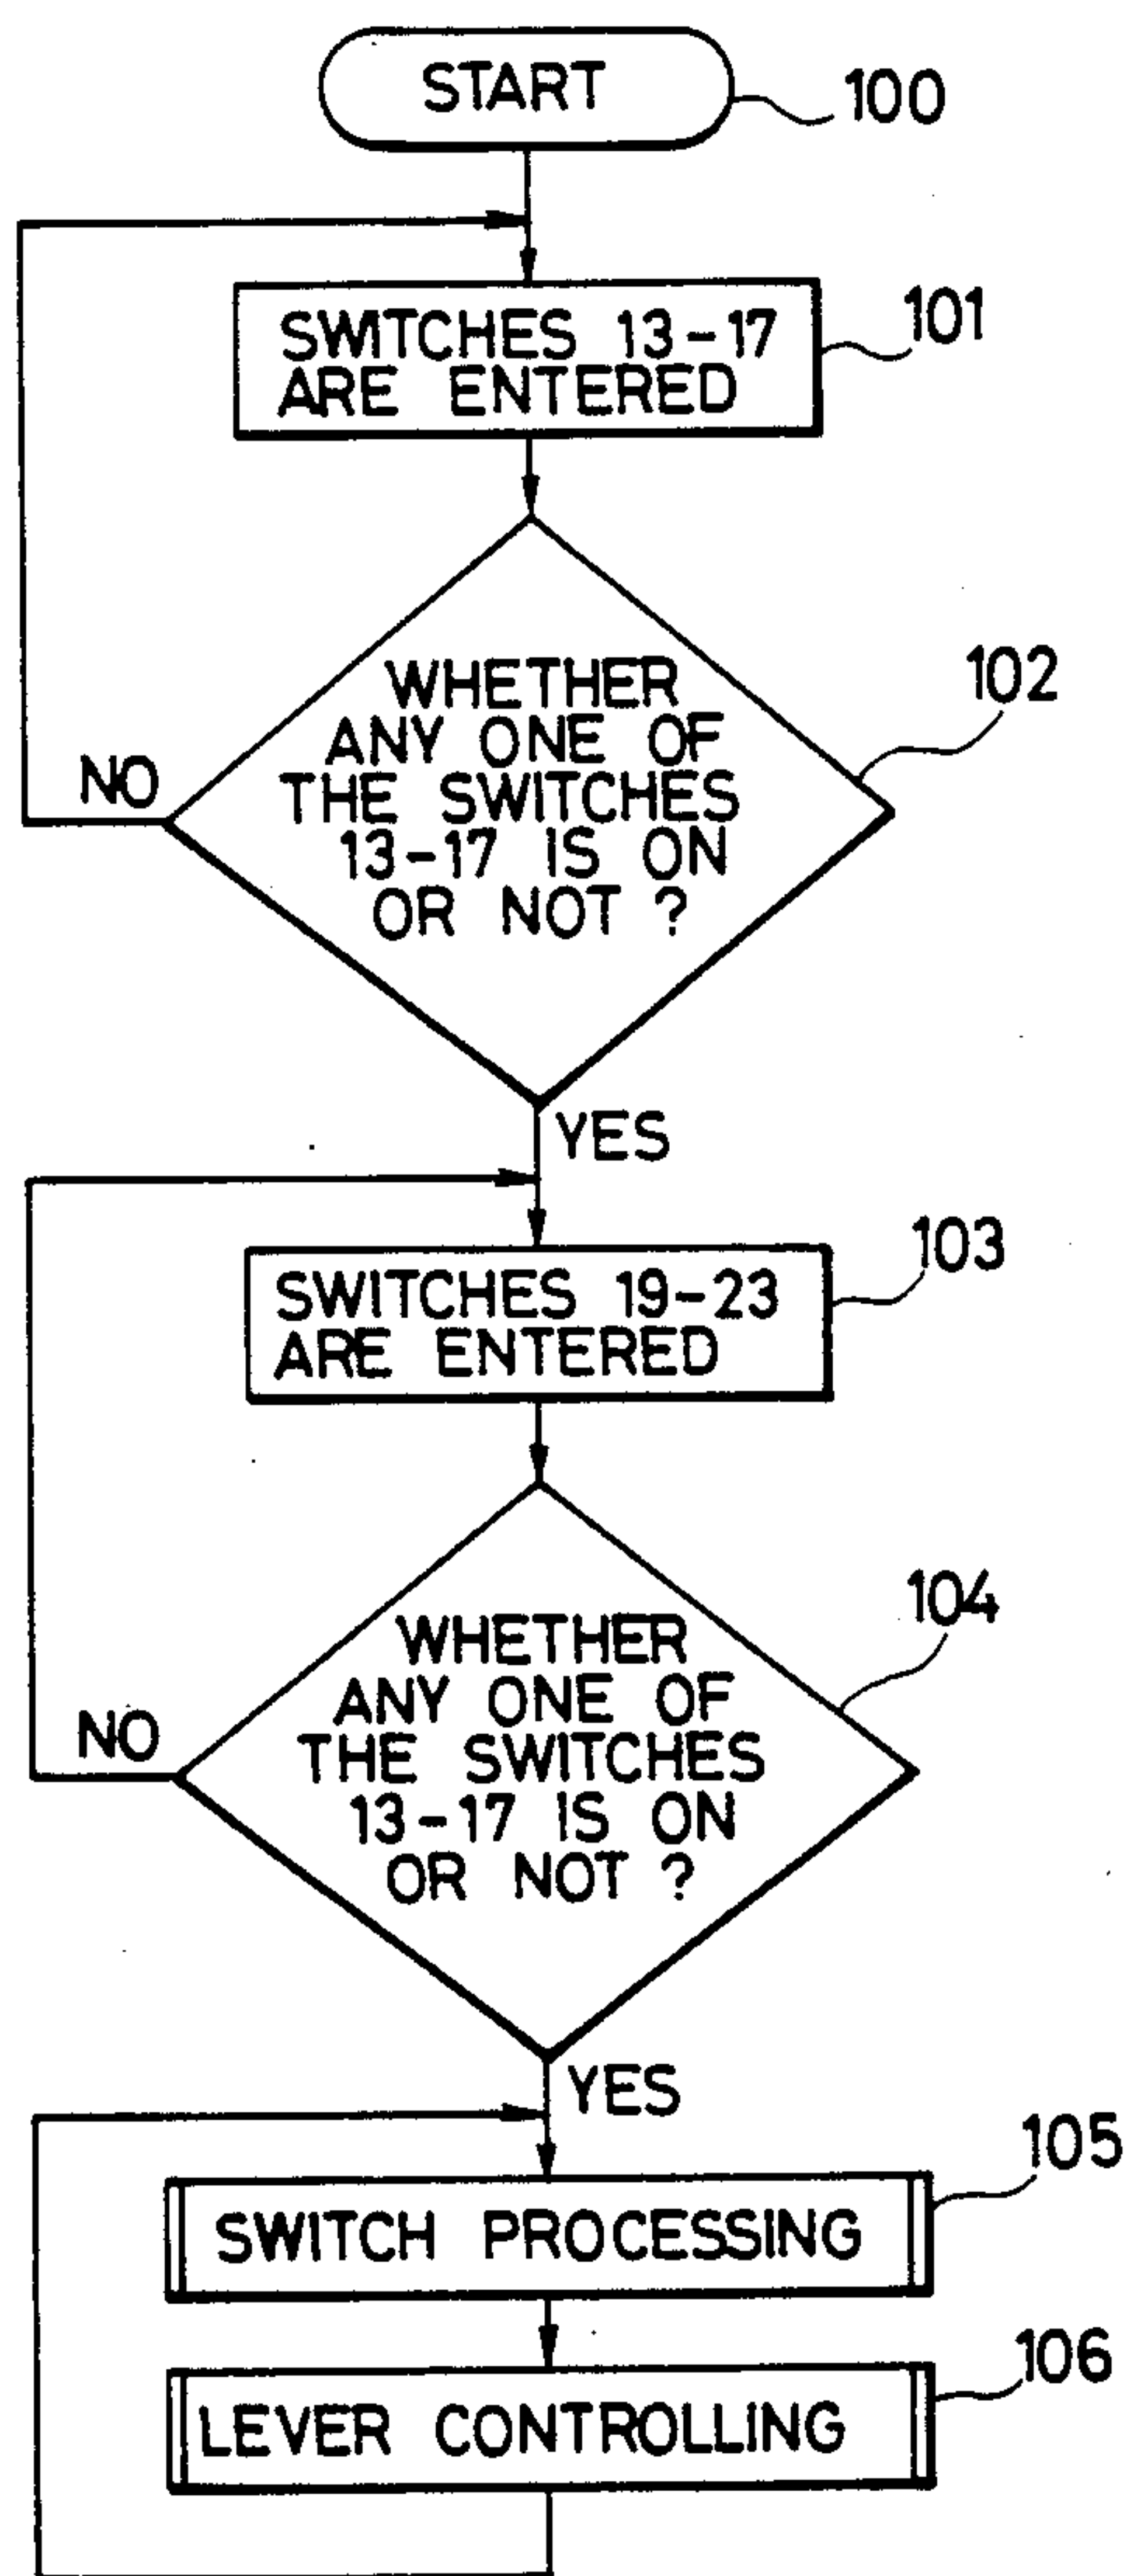 START
100
SWITCHES 13-17
ARE ENTERED
101
WHETHER
ANY ONE OF
THE SWITCHES
13-17 IS ON
OR NOT ?
102
NO
YES
SWITCHES 19-23
ARE ENTERED
103
WHETHER
ANY ONE OF
THE SWITCHES
13-17 IS ON
OR NOT ?
104
NO
YES
SWITCH PROCESSING
105
LEVER CONTROLLING
106